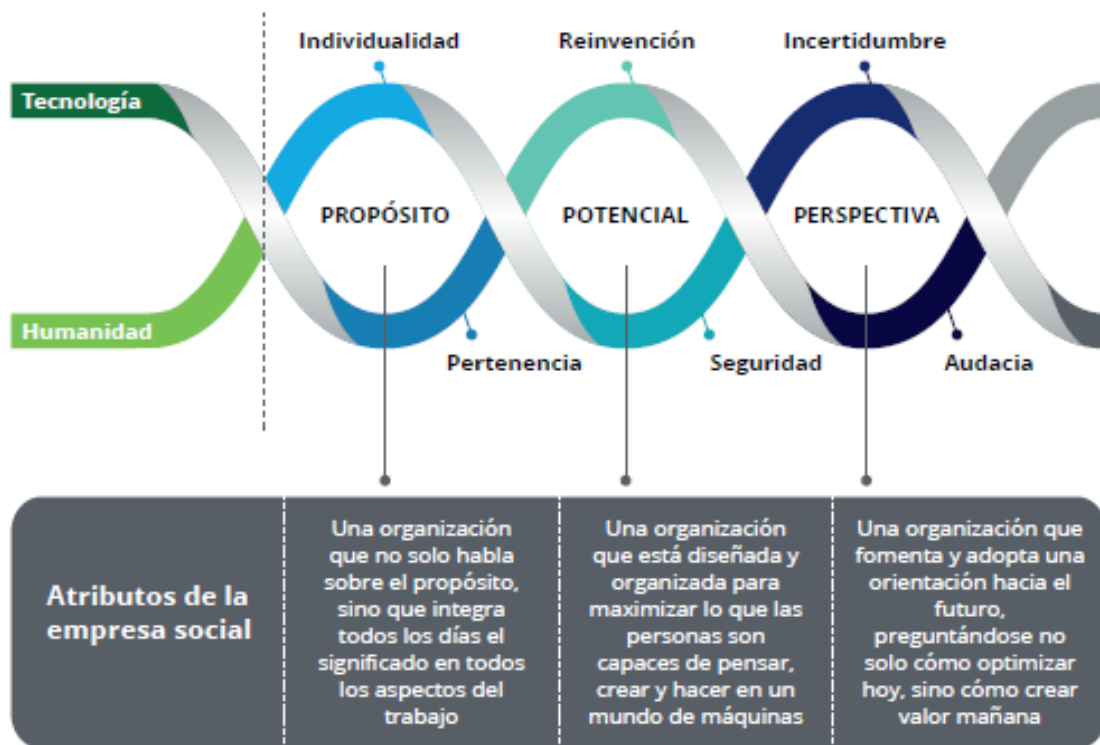 Individualidad
Reinvención
Incertidumbre
Tecnología
PROPÓSITO
POTENCIAL
PERSPECTIVA
Humanidad
Pertenencia
Seguridad
Audacia
Atributos de la
empresa social
Una organización
que no solo habla
sobre el propósito,
sino que integra
todos los días el
significado en todos
los aspectos del
trabajo
Una organización
que está diseñada y
organizada para
maximizar lo que las
personas son
capaces de pensar,
crear y hacer en un
mundo de máquinas
Una organización que
fomenta y adopta una
orientación hacia el
futuro,
preguntándose no
solo cómo optimizar
hoy, sino cómo crear
valor mañana